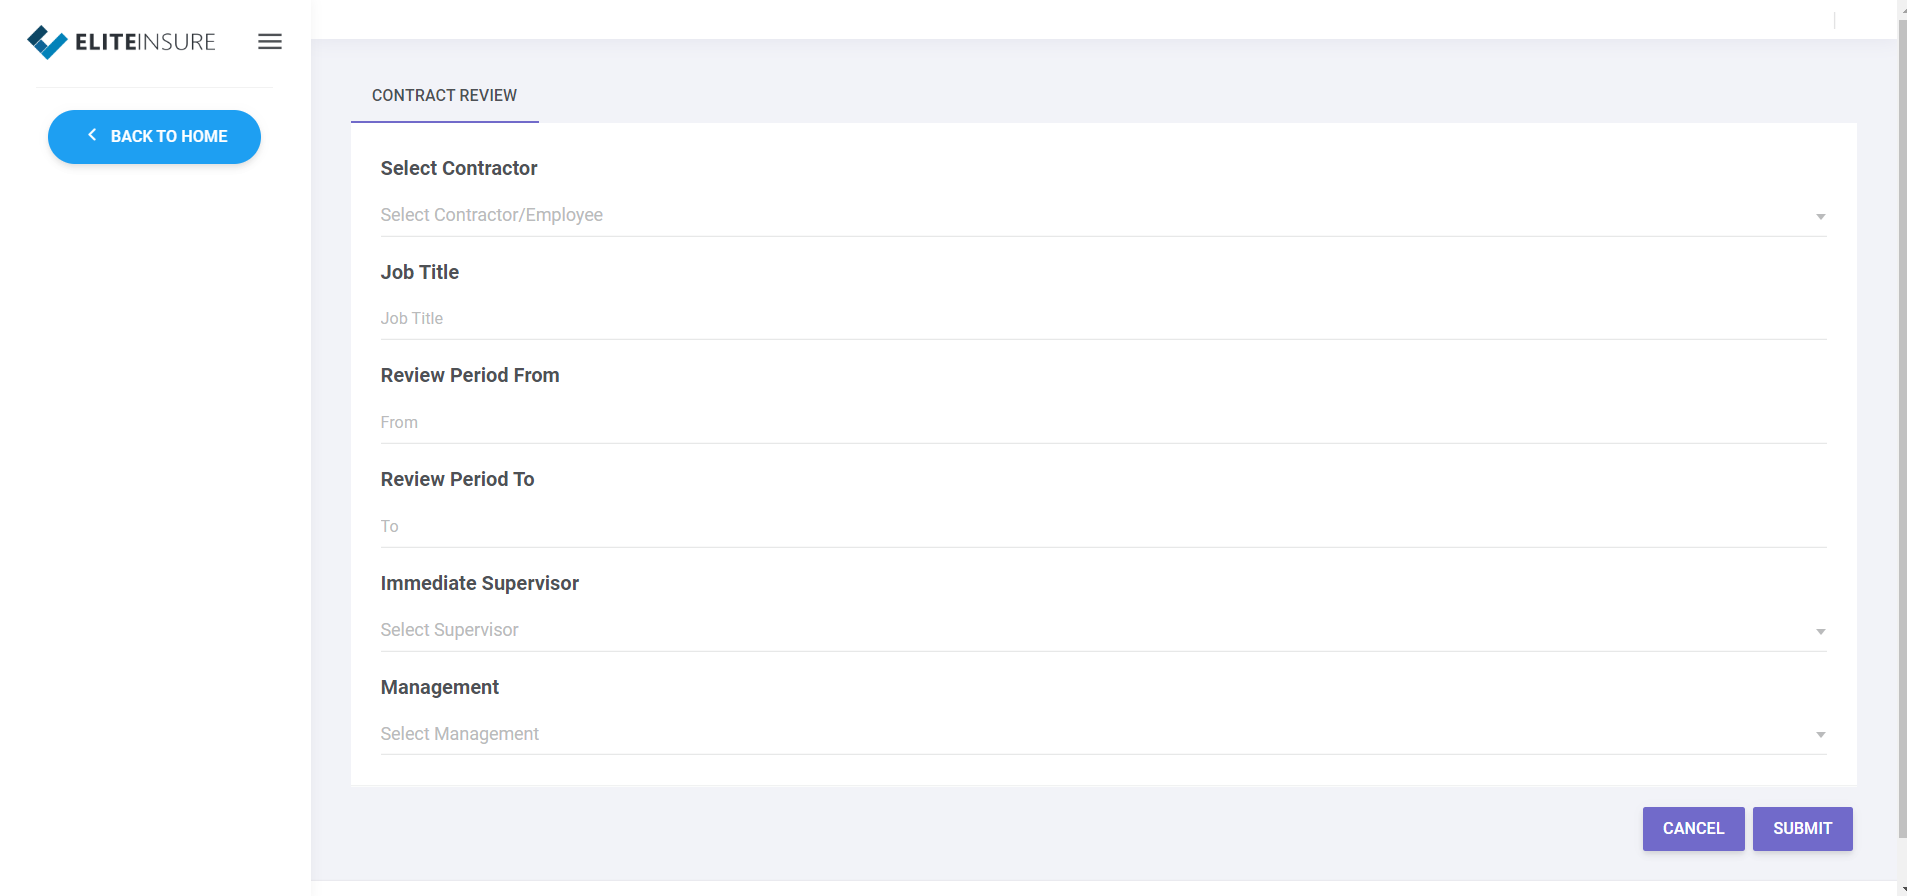 ELITEINSURE
BACK TO HOME
CONTRACT REVIEW
Select Contractor
Select Contractor/Employee
Job Title
Job Title
Review Period From
From
Review Period To
To
Immediate Supervisor
Select Supervisor
Management
Select Management
CANCEL SUBMIT